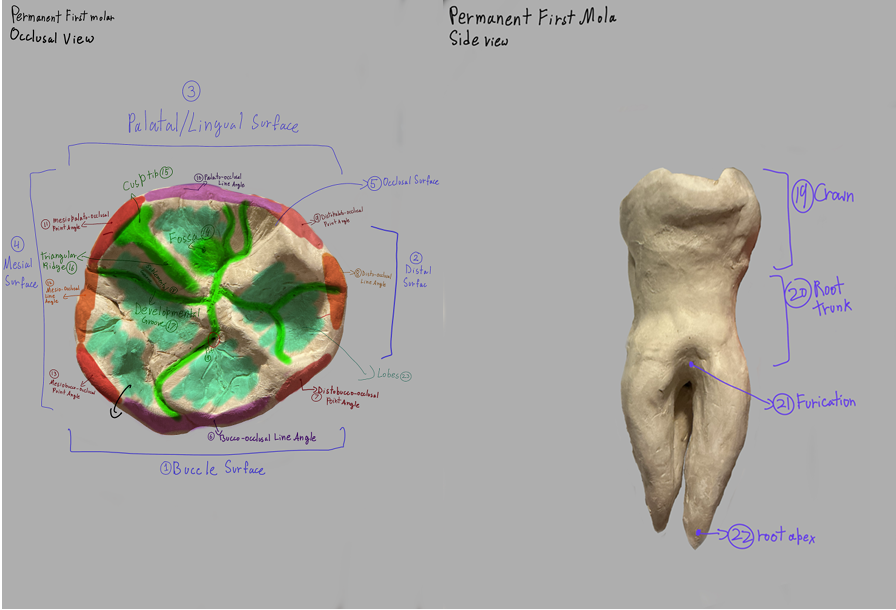 Permanent First molar
Occlusal View
③
Palatal/Lingual Surface
Cusptib ⑮
⑩ Palato-occlusal
Line Angle
⑤ Occlusal Surface
⑪ Mesiopalato-occlusal
Point Angle
Point Angle
④
Mesial
Surface
Fossa
Triangular
Ridge ⑯
②
Distal
Surfac
Disto-occlusal
Line Angle
Mesio-occlusal
Line
Angle
Developmental
Groove ⑰
Lobes
⑬ Mesiobucco-occlusal
Point Angle
⑦ Distobucco-occlusal
Point Angle
⑥ Bucco-occlusal Line Angle
① Buccle Surface
Permanent First Mola
Side view
⑲ Crown
⑳ Root
trunk
㉑ Furication
㉒ root apex